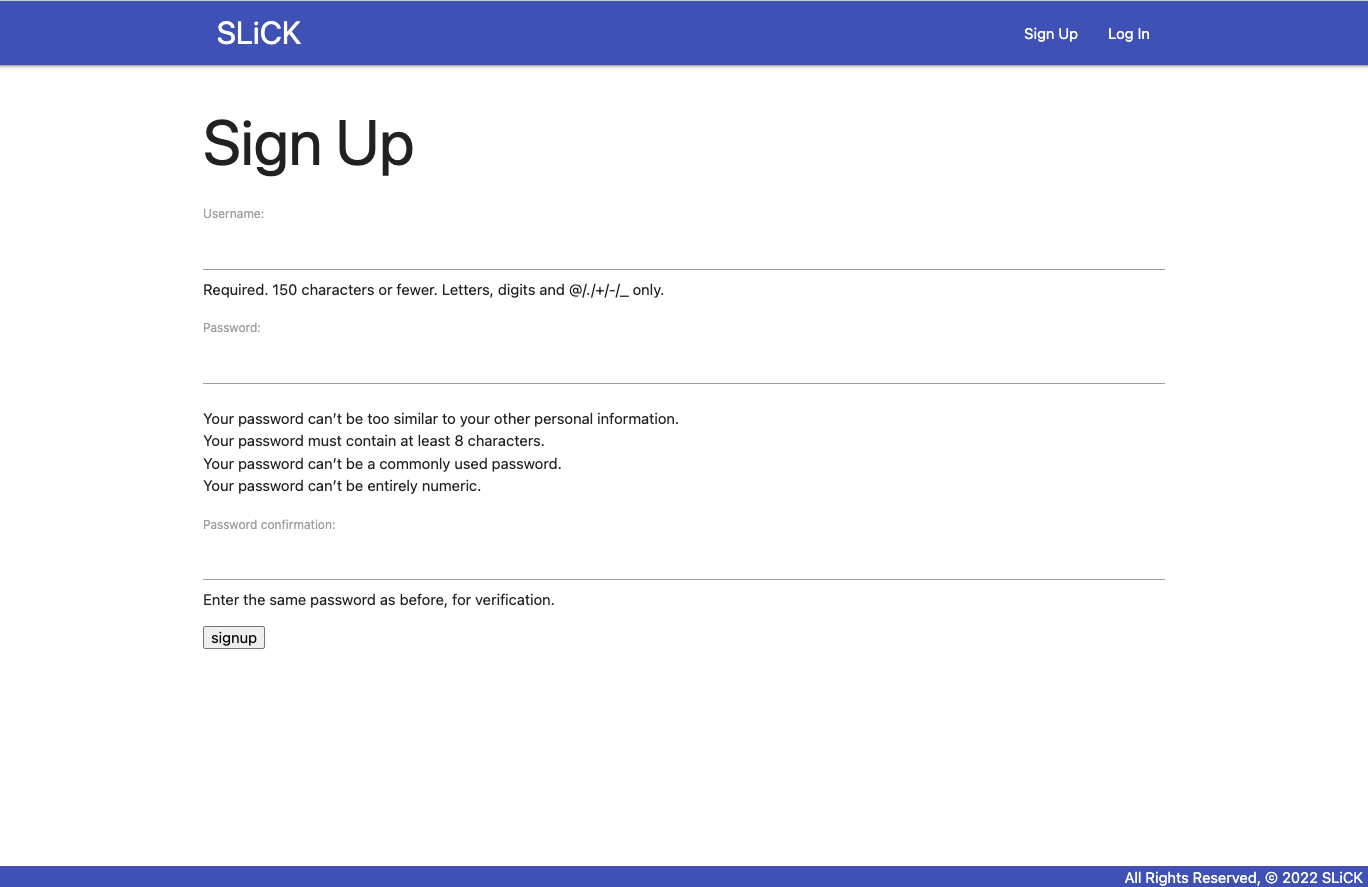 SLiCK
Sign Up
Log In
Sign Up
Username:
Required. 150 characters or fewer. Letters, digits and @/./+/-/_ only.
Password:
Your password can’t be too similar to your other personal information.
Your password must contain at least 8 characters.
Your password can’t be a commonly used password.
Your password can’t be entirely numeric.
Password confirmation:
Enter the same password as before, for verification.
signup
All Rights Reserved, © 2022 SLiCK